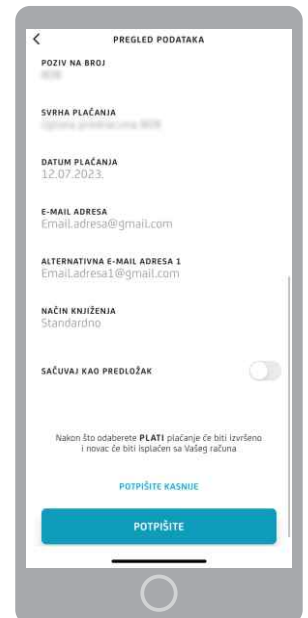 PREGLED PODATAKA
POZIV NA BROJ
SVRHA PLAĆANJA
DATUM PLAĆANJA
12.07.2023.
E-MAIL ADRESA
Email.adresa@gmail.com
ALTERNATIVNA E-MAIL ADRESA 1
Email.adresa1@gmail.com
NAČIN KNJIŽENJA
Standardno
SAČUVAJ KAO PREDLOŽAK
Nakon što odaberete PLATI plaćanje će biti izvršeno
i novac će biti isplaćen sa Vašeg računa
POTPIŠITE KASNIJE
POTPIŠITE